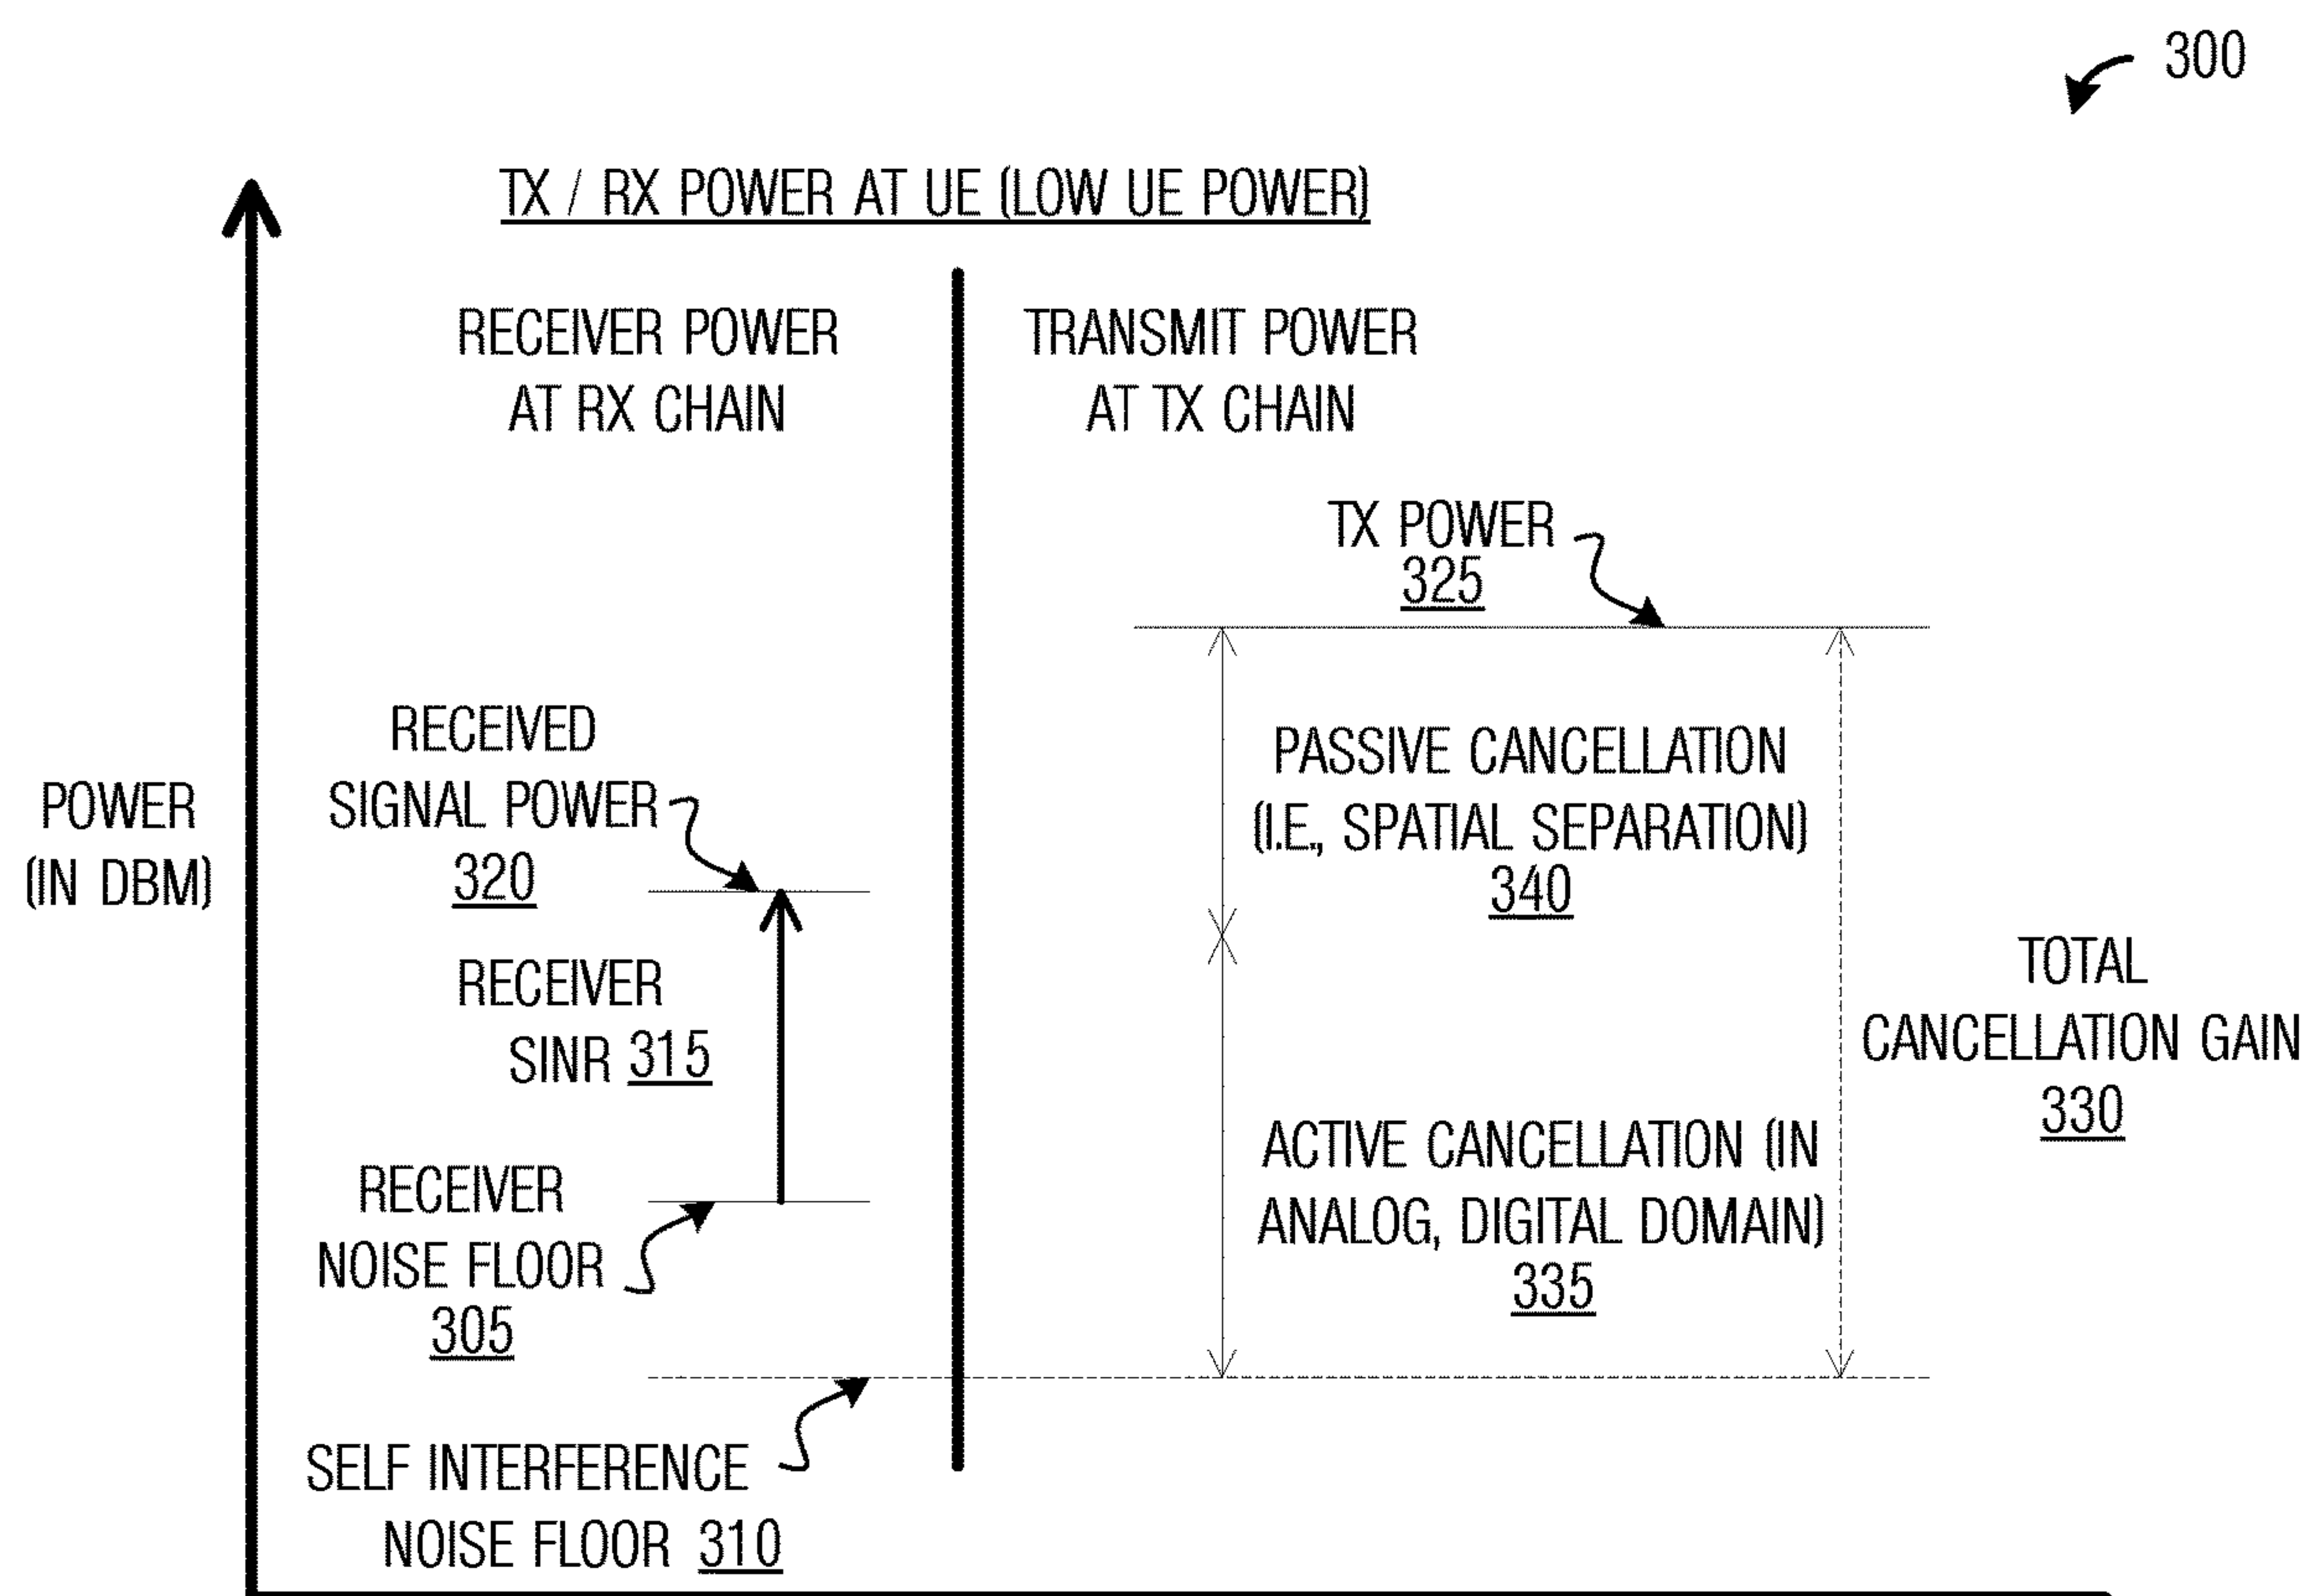 300
TX / RX POWER AT UE (LOW UE POWER)
RECEIVER POWER
AT RX CHAIN
TRANSMIT POWER
AT TX CHAIN
TX POWER
325
RECEIVED
SIGNAL POWER
320
POWER
(IN DBM)
PASSIVE CANCELLATION
(I.E., SPATIAL SEPARATION)
340
RECEIVER
SINR 315
TOTAL
CANCELLATION GAIN
330
ACTIVE CANCELLATION (IN
ANALOG, DIGITAL DOMAIN)
335
RECEIVER
NOISE FLOOR
305
SELF INTERFERENCE
NOISE FLOOR 310